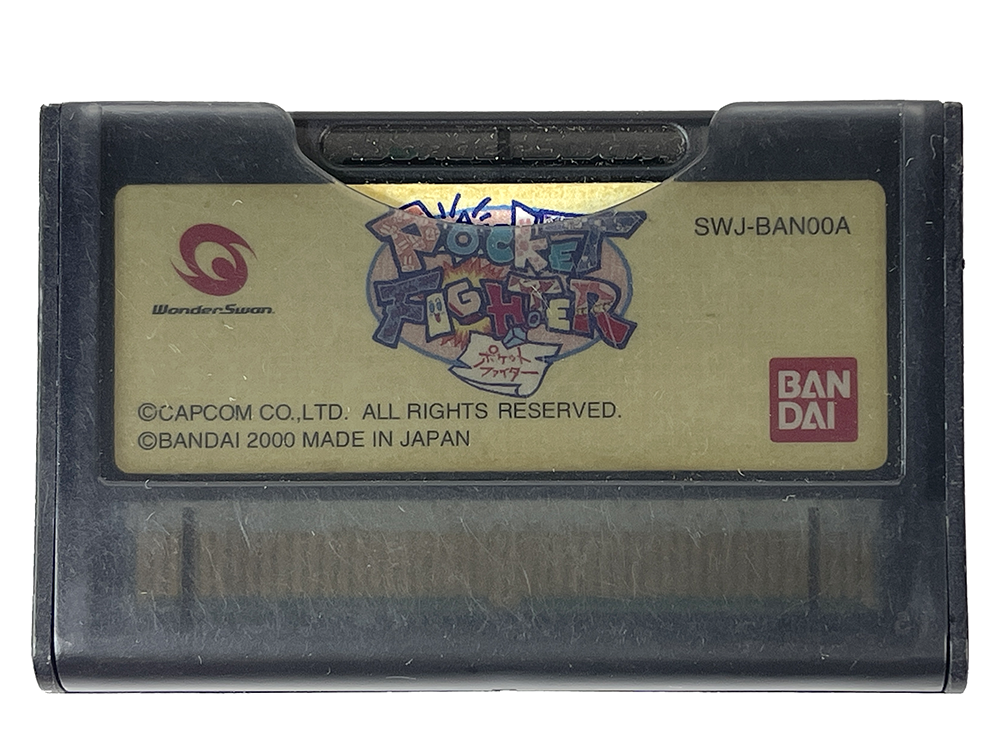 SWJ-BAN00A
WonderSwan
POCKET
FIGHTER
ポケット
ファイター
©CAPCOM CO.,LTD. ALL RIGHTS RESERVED.
©BANDAI 2000 MADE IN JAPAN
BAN
DAI